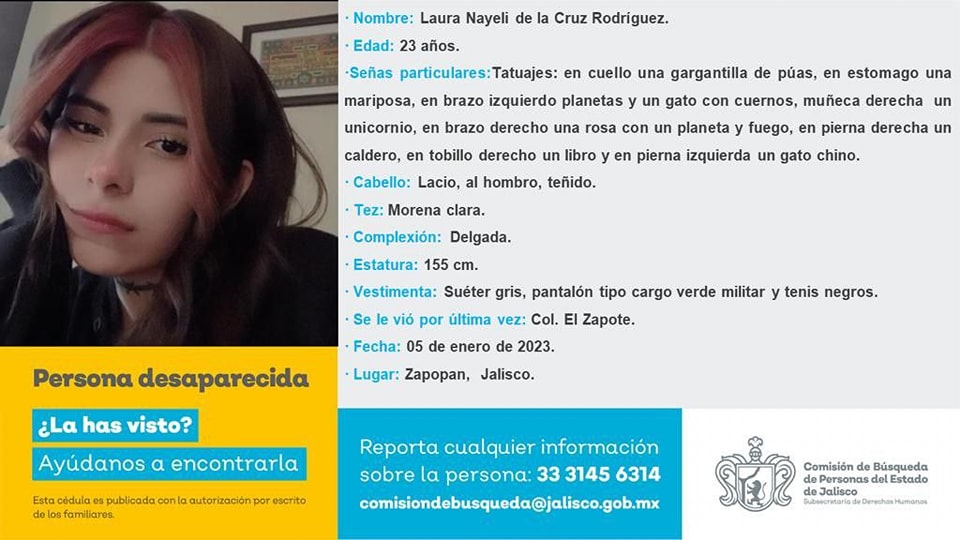 · Nombre: Laura Nayeli de la Cruz Rodríguez.
· Edad: 23 años.
·Señas particulares:Tatuajes: en cuello una gargantilla de púas, en estomago una
mariposa, en brazo izquierdo planetas y un gato con cuernos, muñeca derecha un
unicornio, en brazo derecho una rosa con un planeta y fuego, en pierna derecha un
caldero, en tobillo derecho un libro y en pierna izquierda un gato chino.
· Cabello: Lacio, al hombro, teñido.
· Tez: Morena clara.
· Complexión: Delgada.
· Estatura: 155 cm.
· Vestimenta: Suéter gris, pantalón tipo cargo verde militar y tenis negros.
· Se le vió por última vez: Col. El Zapote.
· Fecha: 05 de enero de 2023.
· Lugar: Zapopan, Jalisco.
Persona desaparecida
¿La has visto?
Ayúdanos a encontrarla
Esta cédula es publicada con la autorización por escrito
de los familiares.
Reporta cualquier información
sobre la persona: 33 3145 6314
comisiondebusqueda@jalisco.gob.mx
Comisión de Búsqueda
de Personas del Estado
de Jalisco
Subsecretaría de Derechos Humanos